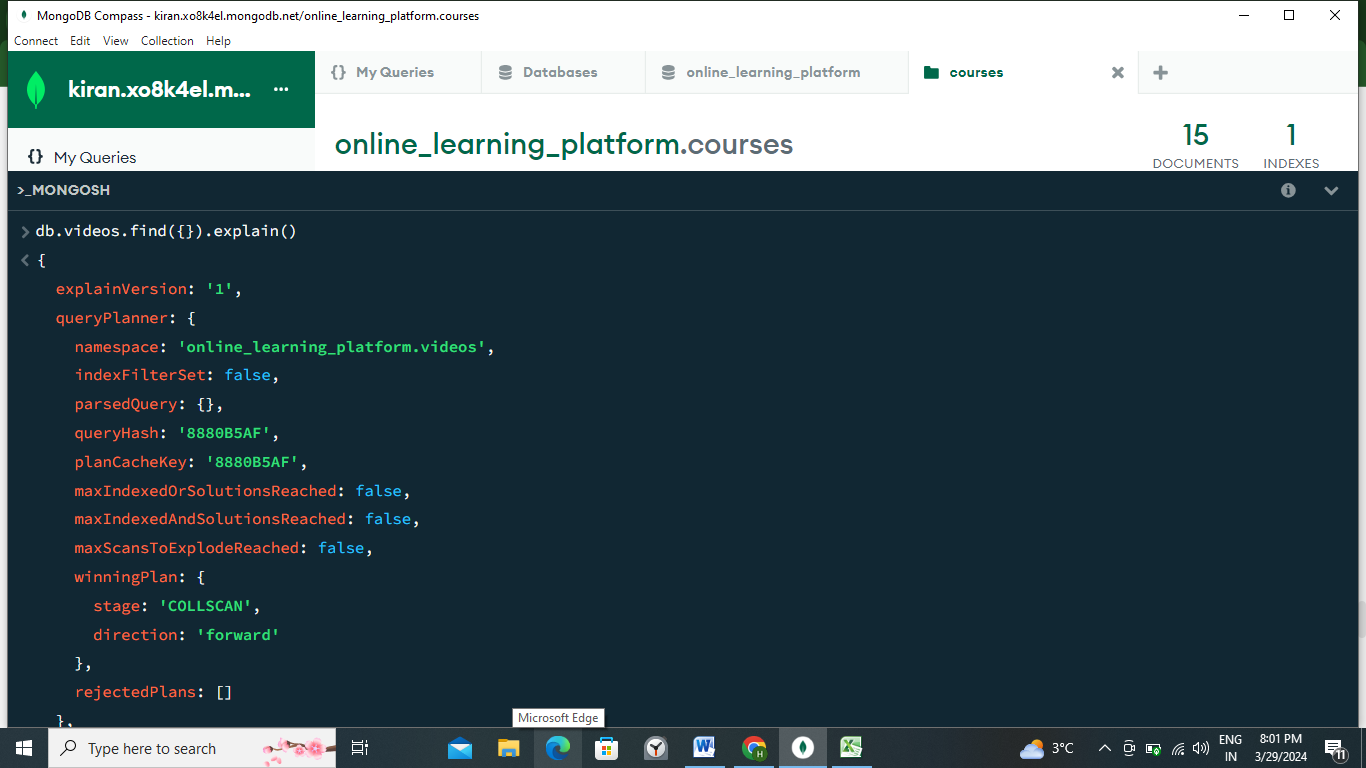 MongoDB Compass - kiran.xo8k4el.mongodb.net/online_learning_platform.courses
Connect Edit View Collection Help
kiran.xo8k4el.m... ···
{} My Queries
My Queries
Databases
online_learning_platform
courses
online_learning_platform.courses
15
DOCUMENTS
1
INDEXES
>_MONGOSH
> db.videos.find({}).explain()
< {
explainVersion: '1',
queryPlanner: {
namespace: 'online_learning_platform.videos',
indexFilterSet: false,
parsedQuery: {},
queryHash: '8880B5AF',
planCacheKey: '8880B5AF',
maxIndexedOrSolutionsReached: false,
maxIndexedAndSolutionsReached: false,
maxScansToExplodeReached: false,
winningPlan: {
stage: 'COLLSCAN',
direction: 'forward'
},
rejectedPlans: []
},
Microsoft Edge
Type here to search
3°C
ENG
IN
8:01 PM
3/29/2024
11